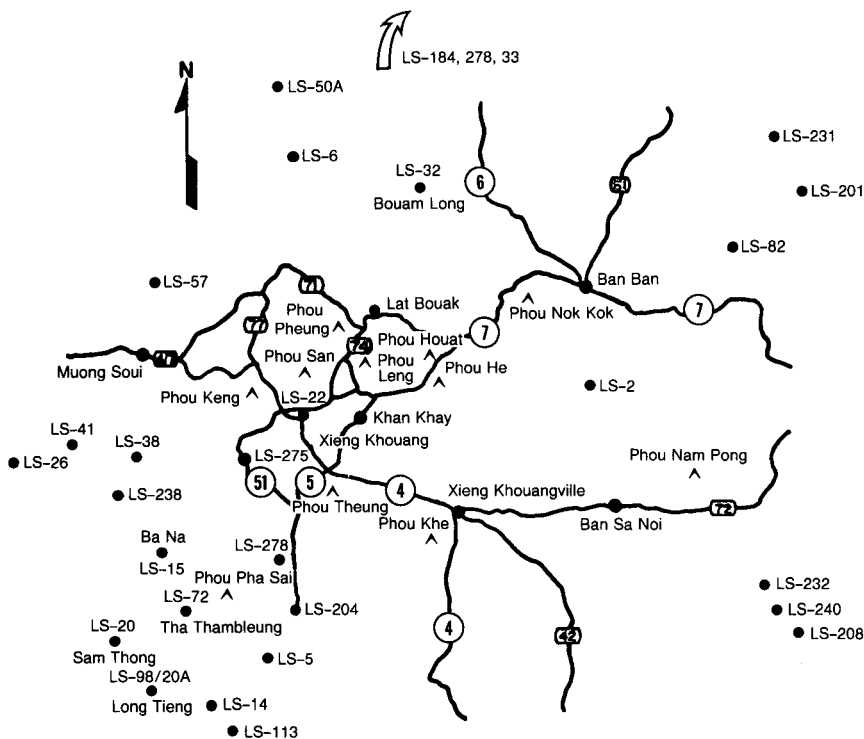 LS-184, 278, 33
N
LS-50A
LS-6
LS-32
Bouam Long
6
61
LS-231
LS-201
LS-82
LS-57
71
77
Phou
Pheung
Lat Bouak
Ban Ban
Phou Nok Kok
7
7
Phou Houat
74
Phou San
Phou
Leng
Phou He
47
Muong Soui
Phou Keng
LS-22
LS-2
Khan Khay
Xieng Khouang
LS-41
LS-38
LS-26
LS-275
LS-238
51
5
Phou Theung
4
Xieng Khouangville
Phou Khe
Phou Nam Pong
Ban Sa Noi
72
Ba Na
LS-15
LS-278
Phou Pha Sai
LS-72
Tha Thambleung
LS-204
LS-20
Sam Thong
LS-5
LS-98/20A
Long Tieng
LS-14
LS-113
4
42
LS-232
LS-240
LS-208